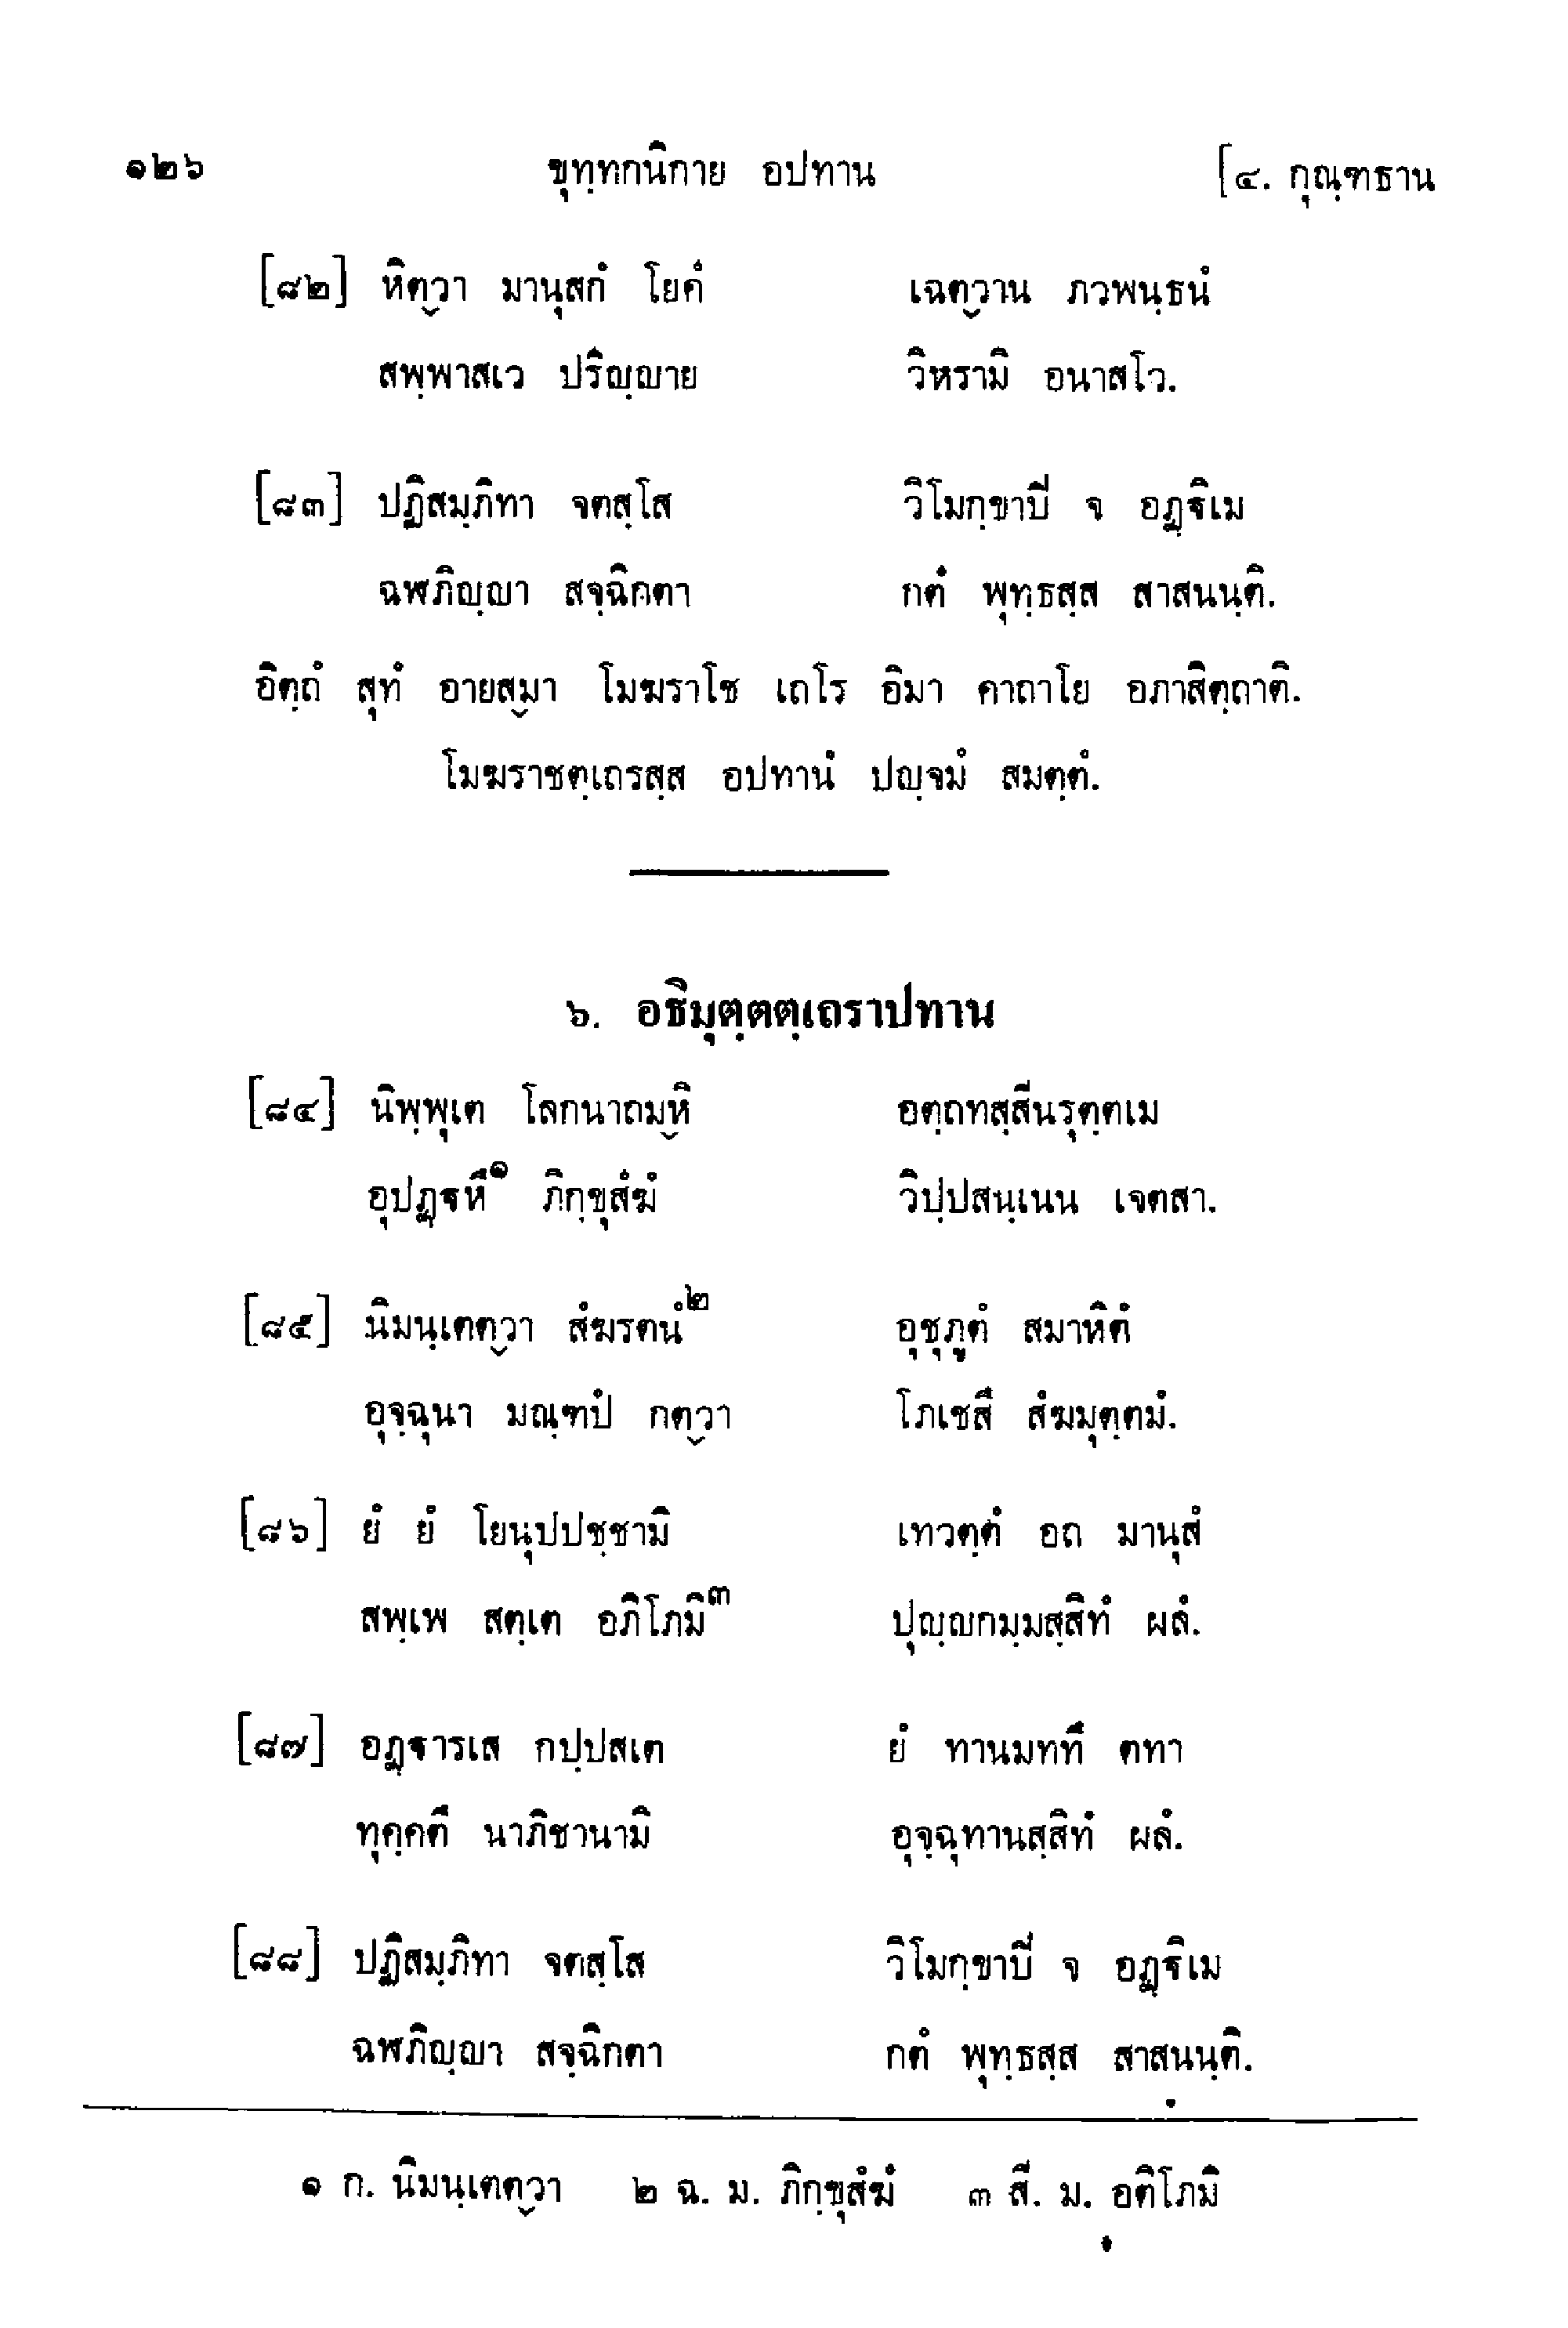 ๑๒๖ ขุทฺทกนิกาย อปทาน [๔. กุณฺฑธาน
[๘๒] หิตฺวา มานุสกํ โยคํ เฉตฺวาน ภวพนฺธนํ
สพฺพาสเว ปริญฺญาย วิหรามิ อนาสโว.
[๘๓] ปฏิสมฺภิทา จตสฺโส วิโมกฺขาปิ จ อฏฺฐิเม
ฉฬภิญฺญา สจฺฉิกตา กตํ พุทฺธสฺส สาสนนฺติ.
อิตฺถํ สุทํ อายสฺมา โมฆราโช เถโร อิมา คาถาโย อภาสิตฺถาติ.
โมฆราชตฺเถรสฺส อปทานํ ปญฺจมํ สมตฺตํ.
๖. อธิมุตฺตตฺเถราปทาน
[๘๔] นิพฺพุเต โลกนาถมฺหิ อตฺถทสฺสีนรุตฺตเม
อุปฏฺฐหึ๑ ภิกฺขุสํฆํ วิปฺปสนฺเนน เจตสา.
[๘๕] นิมนฺเตตฺวา สํฆรตนํ๒ อุชุภูตํ สมาหิตํ
อุจฺฉุนา มณฺฑปํ กตฺวา โภเชสึ สํฆมุตฺตมํ.
[๘๖] ยํ ยํ โยนุปปชฺชามิ เทวตฺตํ อถ มานุสํ
สพฺเพ สตฺเต อภิโภมิ๓ ปุญฺญกมฺมสฺสิทํ ผลํ.
[๘๗] อฏฺฐารเส กปฺปสเต ยํ ทานมททึ ตทา
ทุคฺคตึ นาภิชานามิ อุจฺฉุทานสฺสิทํ ผลํ.
[๘๘] ปฏิสมฺภิทา จตสฺโส วิโมกฺขาปิ จ อฏฺฐิเม
ฉฬภิญฺญา สจฺฉิกตา กตํ พุทฺธสฺส สาสนนฺติ.
๑ ก. นิมนฺเตตฺวา ๒ ฉ. ม. ภิกฺขุสํฆํ ๓ สี. ม. อติโภมิ